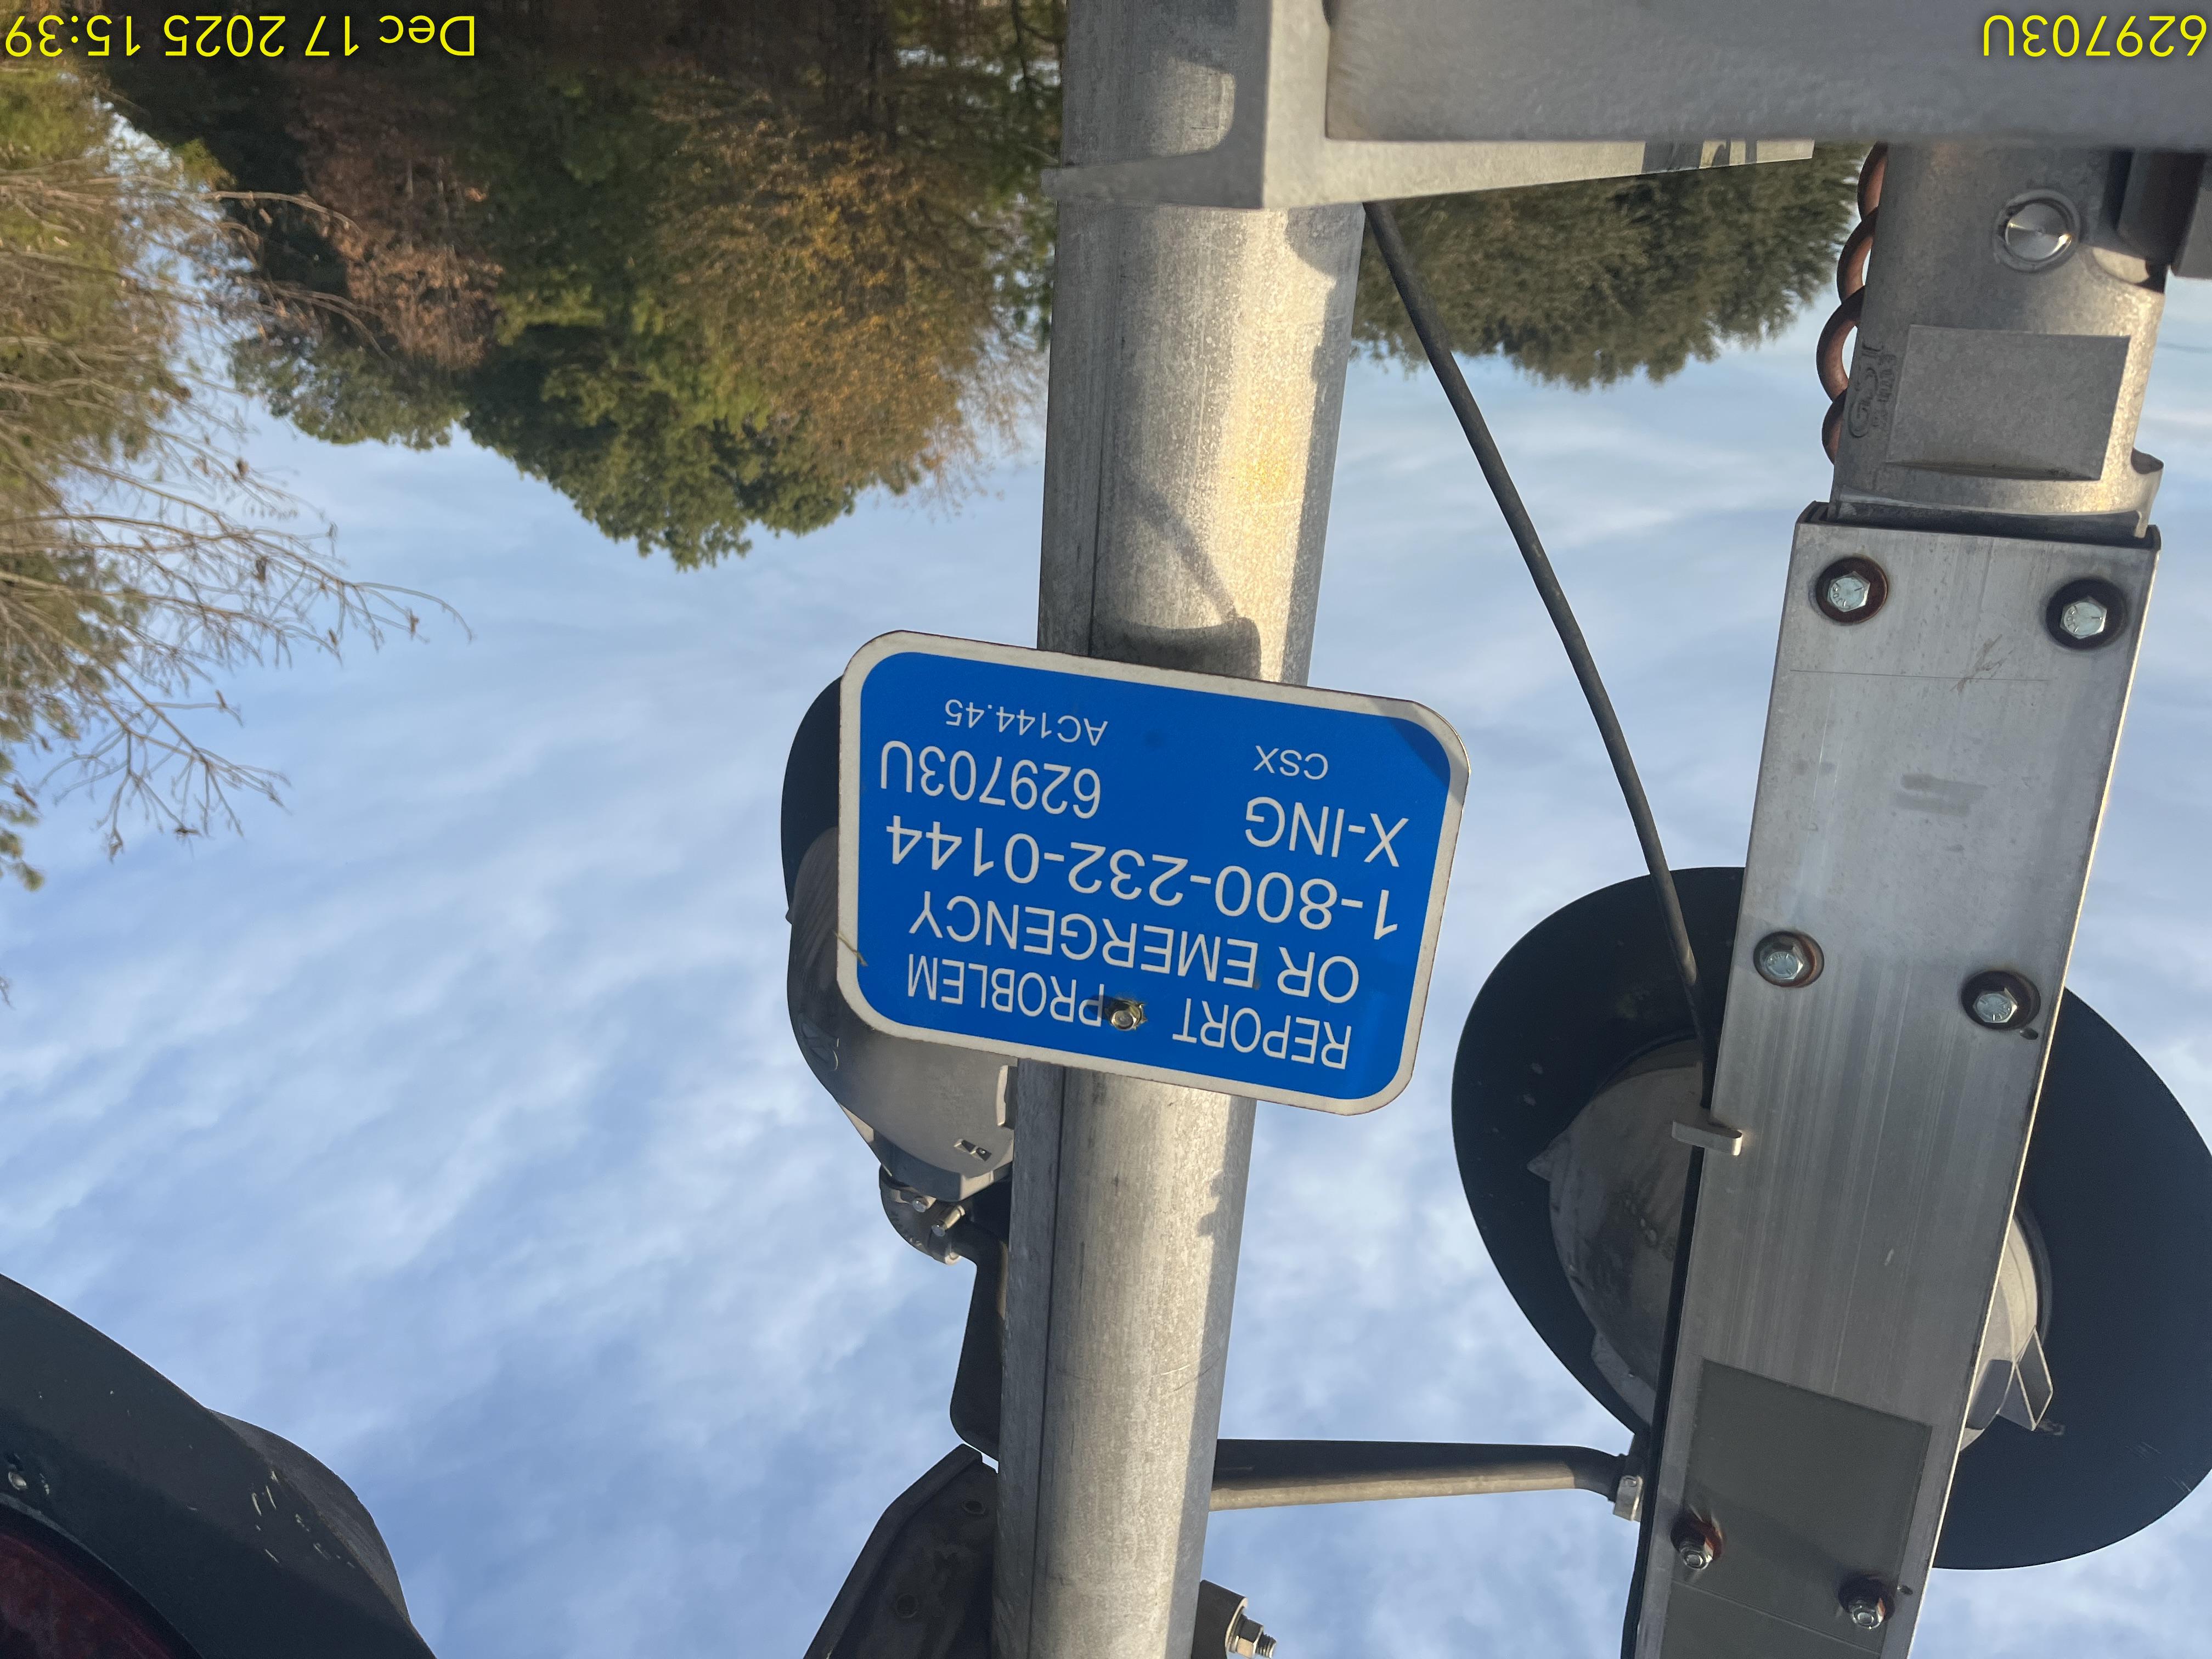 REPORT PROBLEM
OR EMERGENCY
1-800-232-0144
X-ING 629703U
CSX AC144.45
629703U
Dec 17 2025 15:39